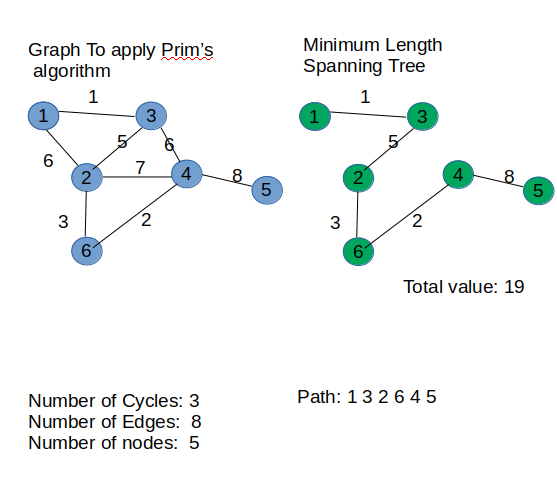 Graph To apply Prim's
algorithm
1
1
3
6
5
6
2
7
4
8
5
3
2
6
Minimum Length
Spanning Tree
1
1
3
5
2
4
8
5
3
2
6
Total value: 19
Number of Cycles: 3
Number of Edges: 8
Number of nodes: 5
Path: 1 3 2 6 4 5